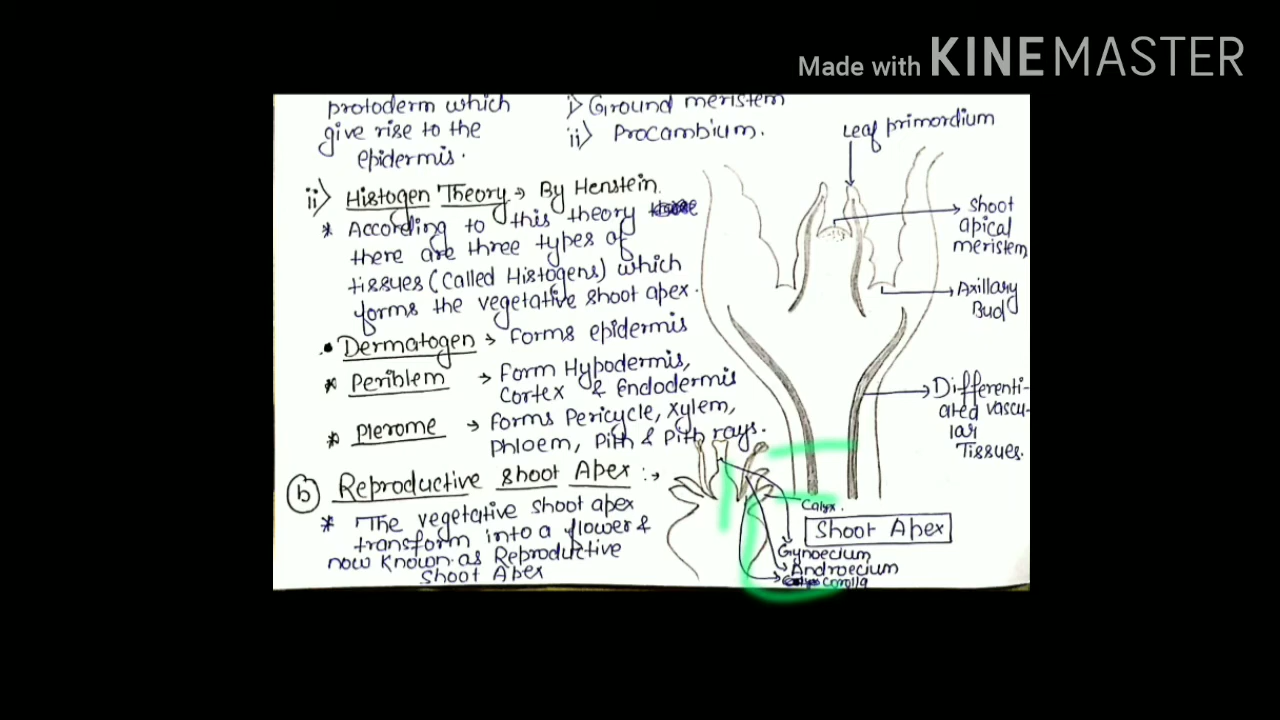 Made with KINEMASTER
protoderm which
give rise to the
epidermis.
i) Ground meristem
ii) Procambium.
ii) Histogen Theory → By Henstein.
* According to this theory
there are three types of
tissues (Called Histogens) which
forms the vegetative shoot apex.
• Dermatogen → Forms epidermis
* Periblem → Form Hypodermis,
Cortex & Endodermis
* Plerome → Forms Pericycle, Xylem,
Phloem, Pith & Pith rays.
(b) Reproductive Shoot Apex :→
* The vegetative shoot apex
transform into a flower &
now known as Reproductive
Shoot Apex
Leaf primordium
Shoot
apical
meristem
Axillary
Bud
Differenti-
ated vascu-
lar
Tissues.
Calyx.
Shoot Apex
Gynoecium
Androecium
Corolla